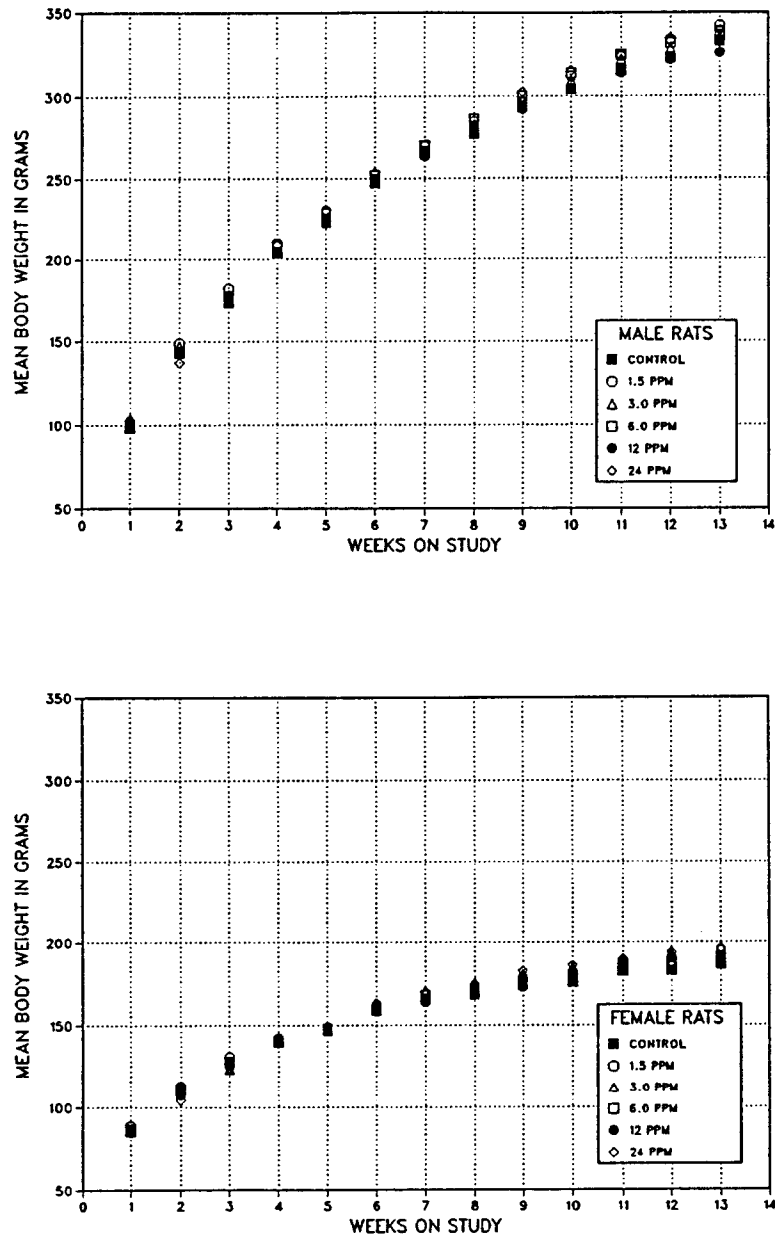 350
300
250
200
150
100
50
MEAN BODY WEIGHT IN GRAMS
MALE RATS
CONTROL
1.5 PPM
3.0 PPM
6.0 PPM
12 PPM
24 PPM
0 1 2 3 4 5 6 7 8 9 10 11 12 13 14
WEEKS ON STUDY
350
300
250
200
150
100
50
MEAN BODY WEIGHT IN GRAMS
FEMALE RATS
CONTROL
1.5 PPM
3.0 PPM
6.0 PPM
12 PPM
24 PPM
0 1 2 3 4 5 6 7 8 9 10 11 12 13 14
WEEKS ON STUDY